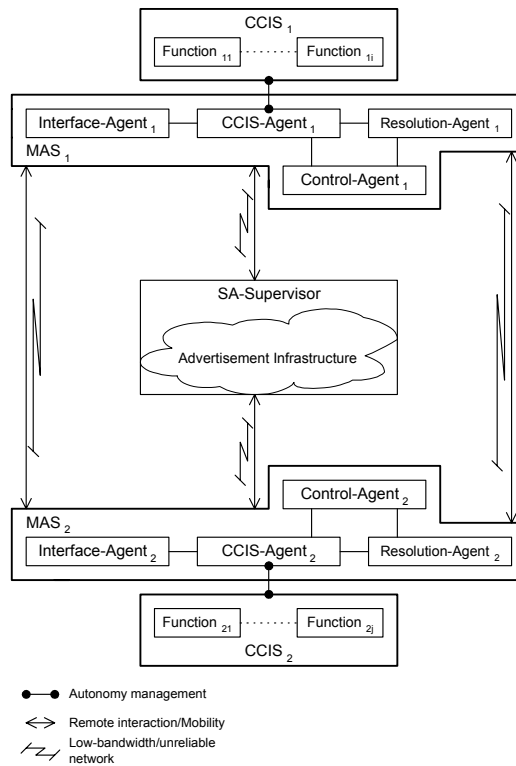 CCIS 1
Function 11 Function 1i
Interface-Agent 1 CCIS-Agent 1 Resolution-Agent 1
MAS 1
Control-Agent 1
SA-Supervisor
Advertisement Infrastructure
Control-Agent 2
MAS 2
Interface-Agent 2 CCIS-Agent 2 Resolution-Agent 2
Function 21 Function 2j
CCIS 2
Autonomy management
Remote interaction/Mobility
Low-bandwidth/unreliable
network